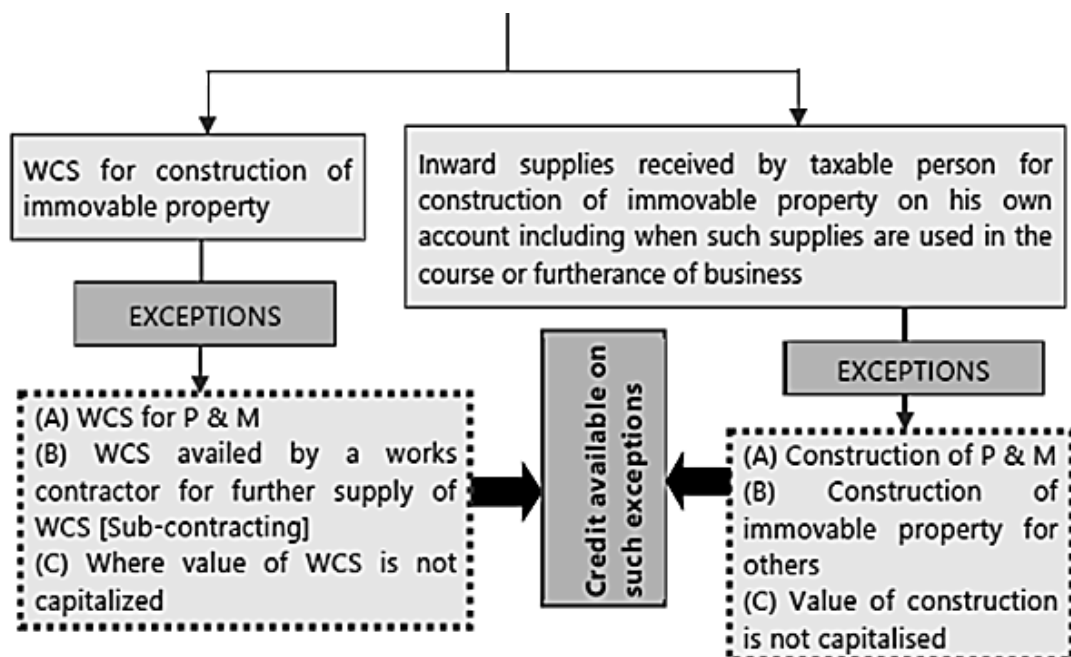 WCS for construction of
immovable property
EXCEPTIONS
(A) WCS for P & M
(B) WCS availed by a works
contractor for further supply of
WCS [Sub-contracting]
(C) Where value of WCS is not
capitalized
Credit available on
such exceptions
Inward supplies received by taxable person for
construction of immovable property on his own
account including when such supplies are used in the
course or furtherance of business
EXCEPTIONS
(A) Construction of P & M
(B) Construction of
immovable property for
others
(C) Value of construction
is not capitalised